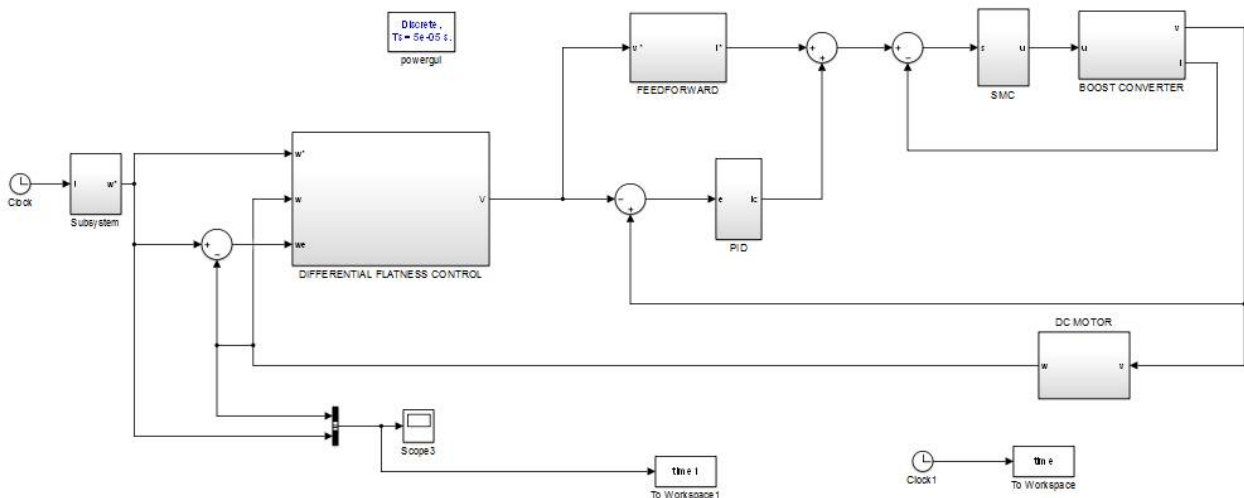 Discrete,
Ts = 5e-05 s.
powergui
v* I*
FEEDFORWARD
+ +
+ −
s u
SMC
u v I
BOOST CONVERTER
Clock
w*
Subsystem
+ −
w*
w
we
V
DIFFERENTIAL FLATNESS CONTROL
− +
e Ic
PID
DC MOTOR
w v
Scope3
time1
To Workspace1
Clock1
time
To Workspace